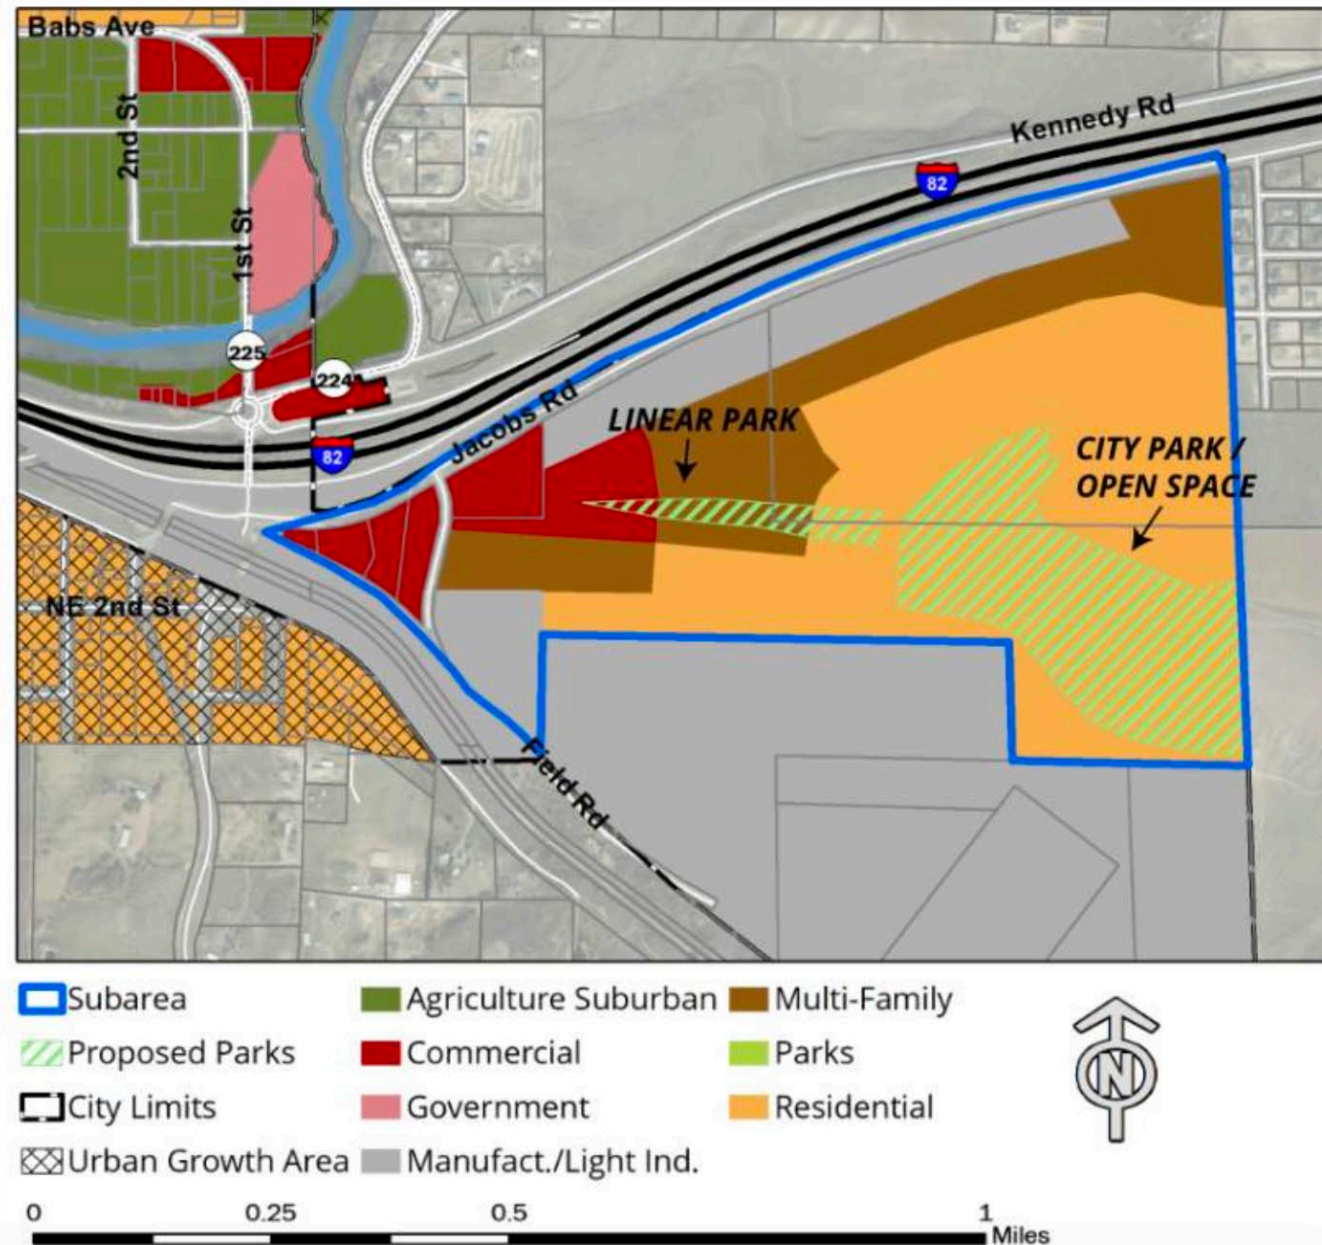 Babs Ave
2nd St
1st St
Kennedy Rd
82
225
224
82
Jacobs Rd
LINEAR PARK
CITY PARK /
OPEN SPACE
NE 2nd St
Field Rd
Subarea
Agriculture Suburban
Multi-Family
Proposed Parks
Commercial
Parks
City Limits
Government
Residential
Urban Growth Area
Manufact./Light Ind.
N
0 0.25 0.5 1
Miles